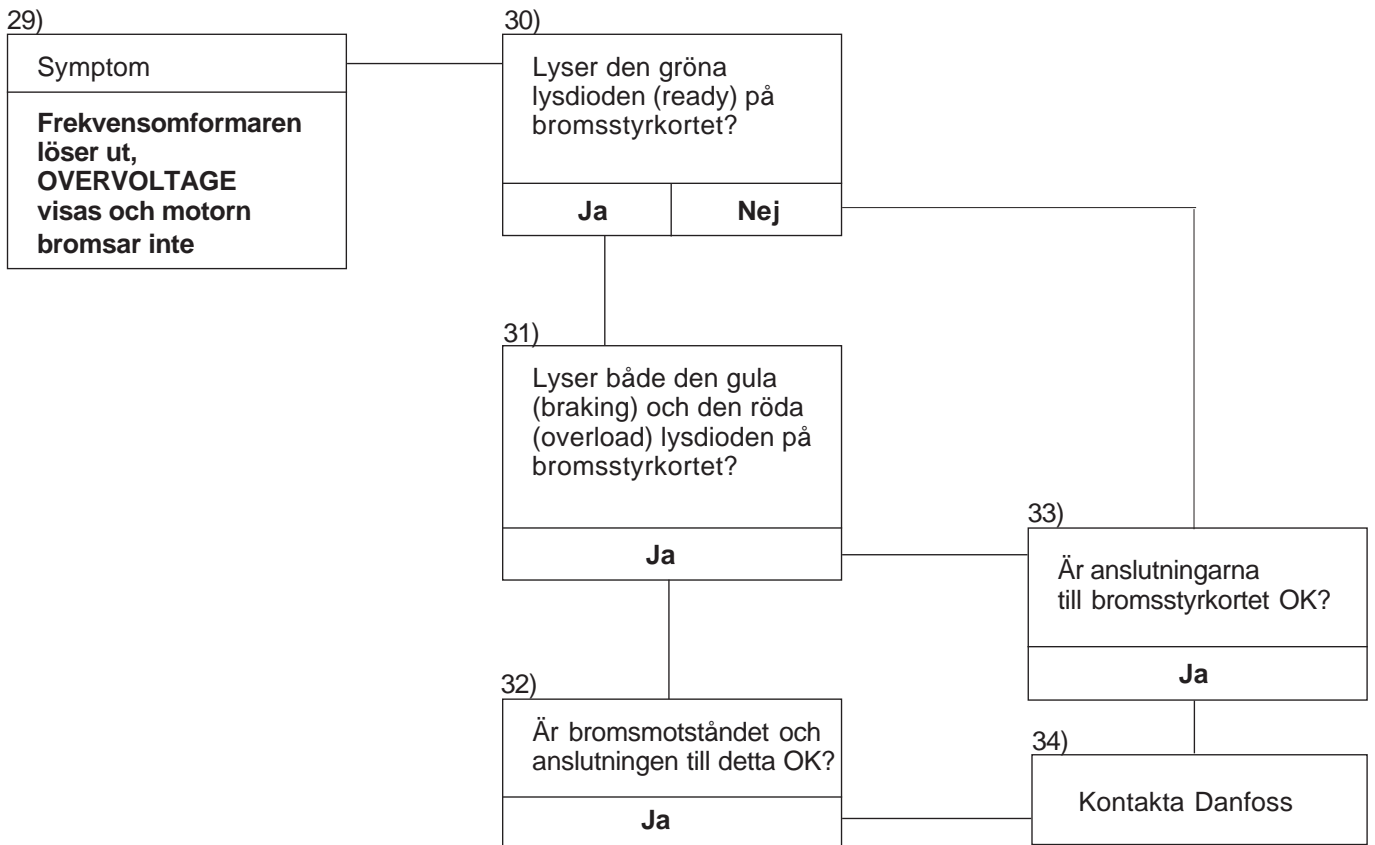 29)
Symptom
Frekvensomformaren
löser ut,
OVERVOLTAGE
visas och motorn
bromsar inte
30)
Lyser den gröna
lysdioden (ready) på
bromsstyrkortet?
Ja
Nej
31)
Lyser både den gula
(braking) och den röda
(overload) lysdioden på
bromsstyrkortet?
Ja
32)
Är bromsmotståndet och
anslutningen till detta OK?
Ja
33)
Är anslutningarna
till bromsstyrkortet OK?
Ja
34)
Kontakta Danfoss